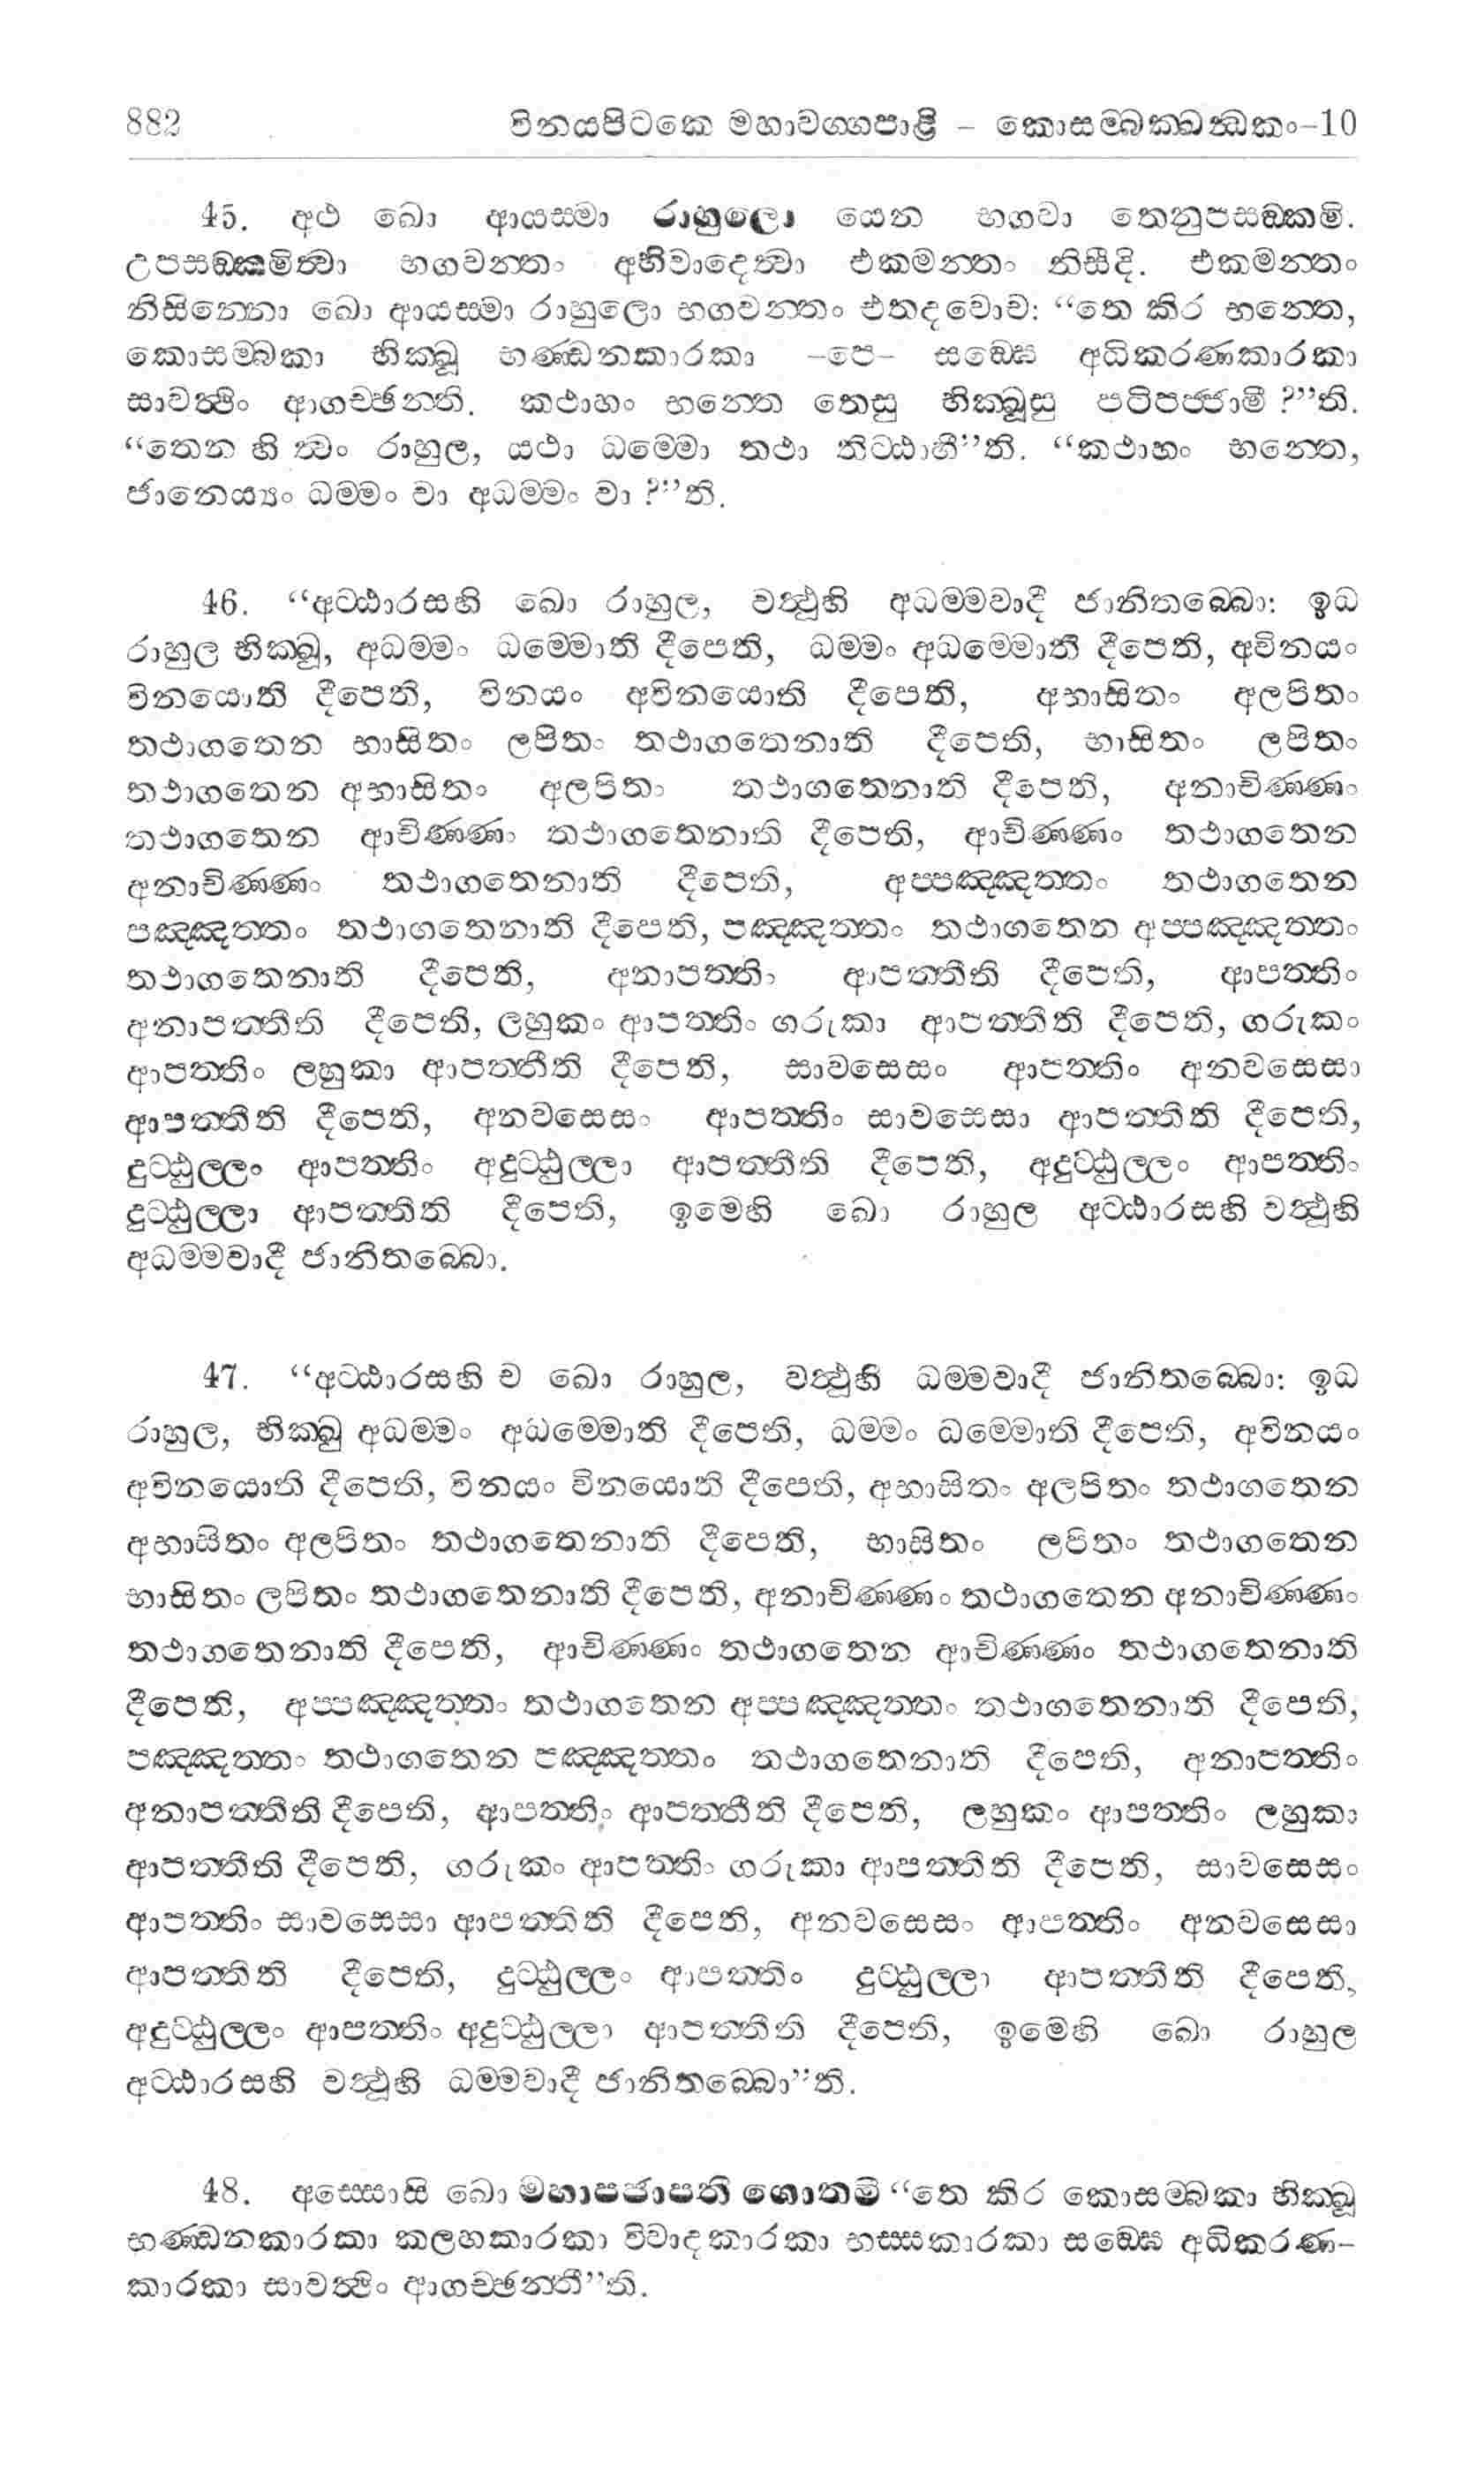 882 විනයපිටකෙ මහාවග්ගපාළි – කොසම්බක්ඛන්ධකං–10
45. අථ ඛො ආයස්මා රාහුලො යෙන භගවා තෙනුපසඞ්කමි.
උපසඞ්කමිත්වා භගවන්තං අභිවාදෙත්වා එකමන්තං නිසීදි. එකමන්තං
නිසින්නො ඛො ආයස්මා රාහුලො භගවන්තං එතදවොච: “තෙ කිර භන්තෙ,
කොසම්බකා භික්ඛූ භණ්ඩනකාරකා –පෙ– සඞ්ඝෙ අධිකරණකාරකා
සාවත්ථිං ආගච්ඡන්ති. කථාහං භන්තෙ තෙසු භික්ඛූසු පටිපජ්ජාමී ?”ති.
“තෙන හි ත්වං රාහුල, යථා ධම්මො තථා තිට්ඨාහී”ති. “කථාහං භන්තෙ,
ජානෙය්‍යං ධම්මං වා අධම්මං වා ?”ති.
46. “අට්ඨාරසහි ඛො රාහුල, වත්ථූහි අධම්මවාදී ජානිතබ්බො: ඉධ
රාහුල භික්ඛු, අධම්මං ධම්මොති දීපෙති, ධම්මං අධම්මොති දීපෙති, අවිනයං
විනයොති දීපෙති, විනයං අවිනයොති දීපෙති, අභාසිතං අලපිතං
තථාගතෙන භාසිතං ලපිතං තථාගතෙනාති දීපෙති, භාසිතං ලපිතං
තථාගතෙන අභාසිතං අලපිතං තථාගතෙනාති දීපෙති, අනාචිණ්ණං
තථාගතෙන ආචිණ්ණං තථාගතෙනාති දීපෙති, ආචිණ්ණං තථාගතෙන
අනාචිණ්ණං තථාගතෙනාති දීපෙති, අප්පඤ්ඤත්තං තථාගතෙන
පඤ්ඤත්තං තථාගතෙනාති දීපෙති, පඤ්ඤත්තං තථාගතෙන අප්පඤ්ඤත්තං
තථාගතෙනාති දීපෙති, අනාපත්තිං ආපත්තීති දීපෙති, ආපත්තිං
අනාපත්තීති දීපෙති, ලහුකං ආපත්තිං ගරුකා ආපත්තීති දීපෙති, ගරුකං
ආපත්තිං ලහුකා ආපත්තීති දීපෙති, සාවසෙසං ආපත්තිං අනවසෙසා
ආපත්තීති දීපෙති, අනවසෙසං ආපත්තිං සාවසෙසා ආපත්තීති දීපෙති,
දුට්ඨුල්ලං ආපත්තිං අදුට්ඨුල්ලා ආපත්තීති දීපෙති, අදුට්ඨුල්ලං ආපත්තිං
දුට්ඨුල්ලා ආපත්තීති දීපෙති, ඉමෙහි ඛො රාහුල අට්ඨාරසහි වත්ථූහි
අධම්මවාදී ජානිතබ්බො.
47. “අට්ඨාරසහි ච ඛො රාහුල, වත්ථූහි ධම්මවාදී ජානිතබ්බො: ඉධ
රාහුල, භික්ඛු අධම්මං අධම්මොති දීපෙති, ධම්මං ධම්මොති දීපෙති, අවිනයං
අවිනයොති දීපෙති, විනයං විනයොති දීපෙති, අභාසිතං අලපිතං තථාගතෙන
අභාසිතං අලපිතං තථාගතෙනාති දීපෙති, භාසිතං ලපිතං තථාගතෙන
භාසිතං ලපිතං තථාගතෙනාති දීපෙති, අනාචිණ්ණං තථාගතෙන අනාචිණ්ණං
තථාගතෙනාති දීපෙති, ආචිණ්ණං තථාගතෙන ආචිණ්ණං තථාගතෙනාති
දීපෙති, අප්පඤ්ඤත්තං තථාගතෙන අප්පඤ්ඤත්තං තථාගතෙනාති දීපෙති,
පඤ්ඤත්තං තථාගතෙන පඤ්ඤත්තං තථාගතෙනාති දීපෙති, අනාපත්තිං
අනාපත්තීති දීපෙති, ආපත්තිං ආපත්තීති දීපෙති, ලහුකං ආපත්තිං ලහුකා
ආපත්තීති දීපෙති, ගරුකං ආපත්තිං ගරුකා ආපත්තීති දීපෙති, සාවසෙසං
ආපත්තිං සාවසෙසා ආපත්තිති දීපෙති, අනවසෙසං ආපත්තිං අනවසෙසා
ආපත්තිති දීපෙති, දුට්ඨුල්ලං ආපත්තිං දුට්ඨුල්ලා ආපත්තීති දීපෙති,
අදුට්ඨුල්ලං ආපත්තිං අදුට්ඨුල්ලා ආපත්තීති දීපෙති, ඉමෙහි ඛො රාහුල
අට්ඨාරසහි වත්ථූහි ධම්මවාදී ජානිතබ්බො”ති.
48. අස්සොසි ඛො මහාපජාපතී ගොතමී “තෙ කිර කොසම්බකා භික්ඛූ
භණ්ඩනකාරකා කලහකාරකා විවාදකාරකා භස්සකාරකා සඞ්ඝෙ අධිකරණ-
කාරකා සාවත්ථිං ආගච්ඡන්තී”ති.